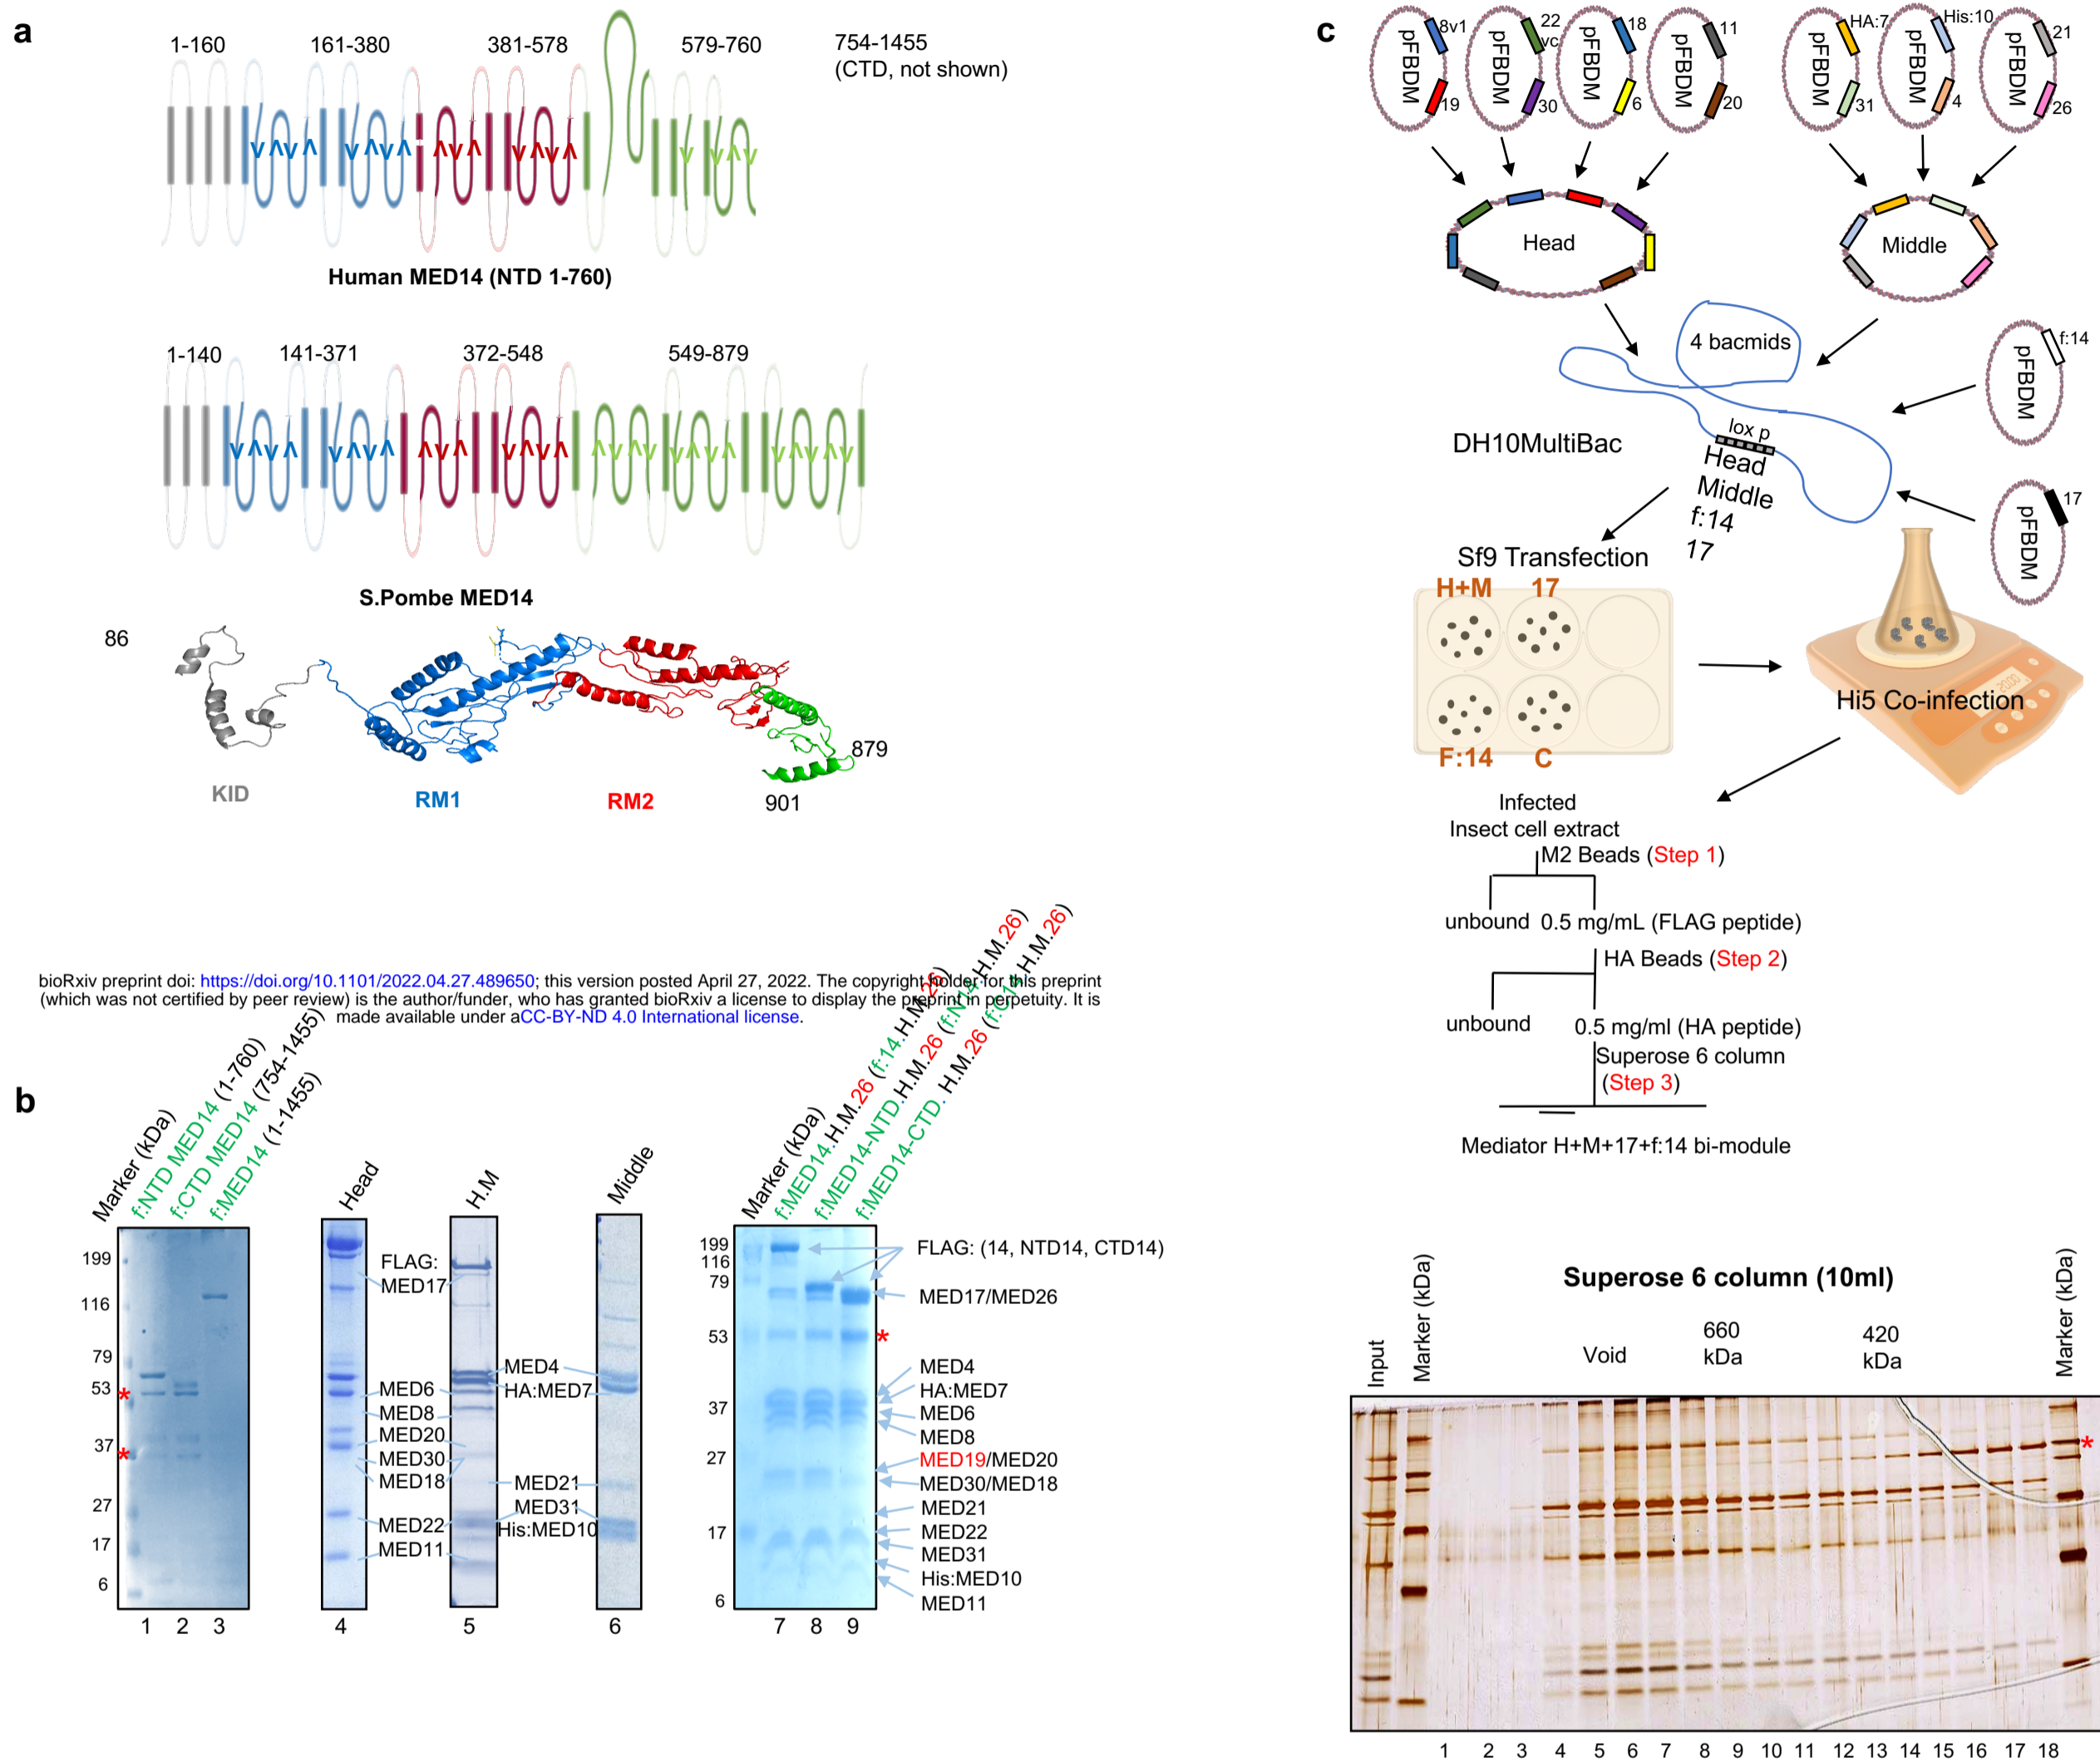 a
1-160
161-380
381-578
579-760
754-1455
(CTD, not shown)
Human MED14 (NTD 1-760)
1-140
141-371
372-548
549-879
S.Pombe MED14
86
879
901
KID
RM1
RM2
bioRxiv preprint doi: https://doi.org/10.1101/2022.04.27.489650; this version posted April 27, 2022. The copyright holder for this preprint
(which was not certified by peer review) is the author/funder, who has granted bioRxiv a license to display the preprint in perpetuity. It is
made available under aCC-BY-ND 4.0 International license.
b
Marker (kDa)
f:NTD MED14 (1-760)
f:CTD MED14 (754-1455)
f:MED14 (1-1455)
199
116
79
53
*
37
*
27
17
6
1 2 3
Head
4
H.M
5
Middle
6
FLAG:
MED17
MED6
MED8
MED20
MED30
MED18
MED22
MED11
MED4
HA:MED7
MED21
MED31
His:MED10
Marker (kDa)
f:MED14.H.M.26 (f:14.H.M.26)
f:MED14-NTD.H.M.26 (f:N14.H.M.26)
f:MED14-CTD. H.M.26 (f:C14.H.M.26)
199
116
79
53
37
27
17
6
7 8 9
FLAG: (14, NTD14, CTD14)
MED17/MED26
*
MED4
HA:MED7
MED6
MED8
MED19/MED20
MED30/MED18
MED21
MED22
MED31
His:MED10
MED11
c
pFBDM
8v1
19
pFBDM
22
vc
30
pFBDM
18
6
pFBDM
11
20
pFBDM
HA:7
31
pFBDM
His:10
4
pFBDM
21
26
Head
Middle
4 bacmids
pFBDM
f:14
DH10MultiBac
lox p
Head
Middle
f:14
17
pFBDM
17
Sf9 Transfection
H+M
17
F:14
C
20.00
Hi5 Co-infection
Infected
Insect cell extract
M2 Beads (Step 1)
unbound
0.5 mg/mL (FLAG peptide)
HA Beads (Step 2)
unbound
0.5 mg/ml (HA peptide)
Superose 6 column
(Step 3)
Mediator H+M+17+f:14 bi-module
Superose 6 column (10ml)
Input
Marker (kDa)
Void
660
kDa
420
kDa
Marker (kDa)
*
1 2 3 4 5 6 7 8 9 10 11 12 13 14 15 16 17 18